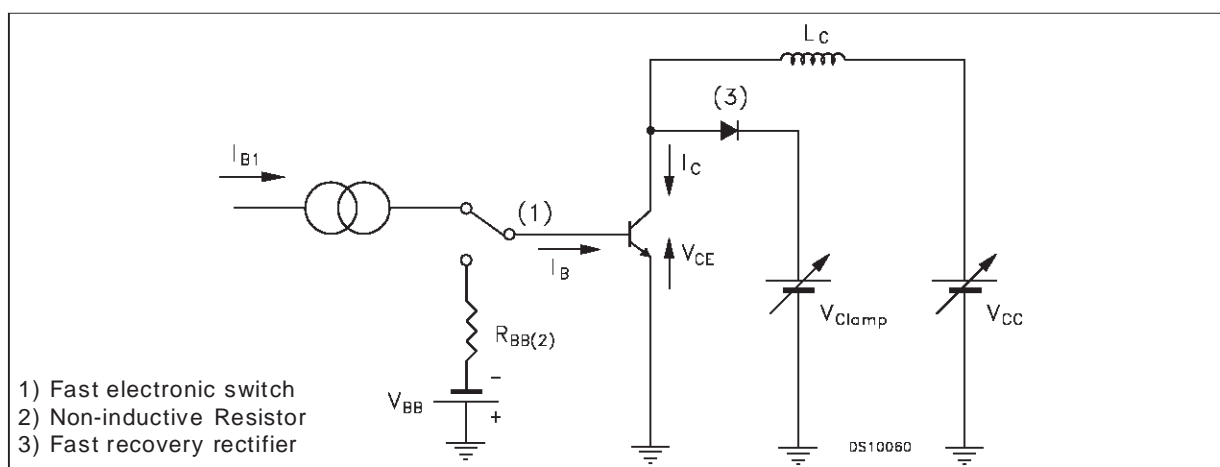 L_C
(3)
I_B1
I_C
(1)
I_B
V_CE
V_Clamp
V_CC
R_BB(2)
V_BB
−
+
1) Fast electronic switch
2) Non-inductive Resistor
3) Fast recovery rectifier
DS10060